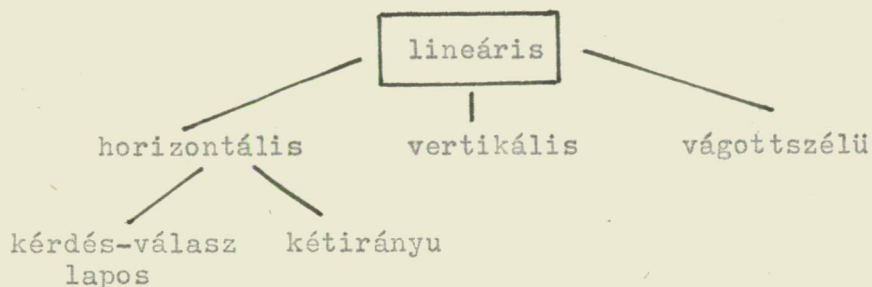 lineáris
horizontális vertikális vágottszélü
kérdés-válasz kétirányu
lapos